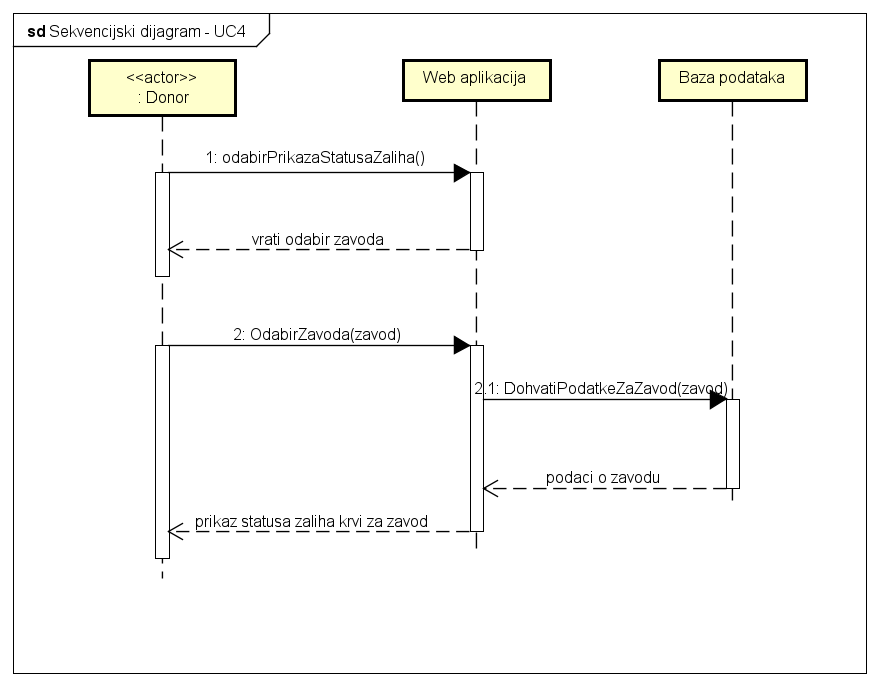 sd Sekvencijski dijagram - UC4
<<actor>>
: Donor
Web aplikacija
Baza podataka
1: odabirPrikazaStatusaZaliha()
vrati odabir zavoda
2: OdabirZavoda(zavod)
2.1: DohvatiPodatkeZaZavod(zavod)
podaci o zavodu
prikaz statusa zaliha krvi za zavod